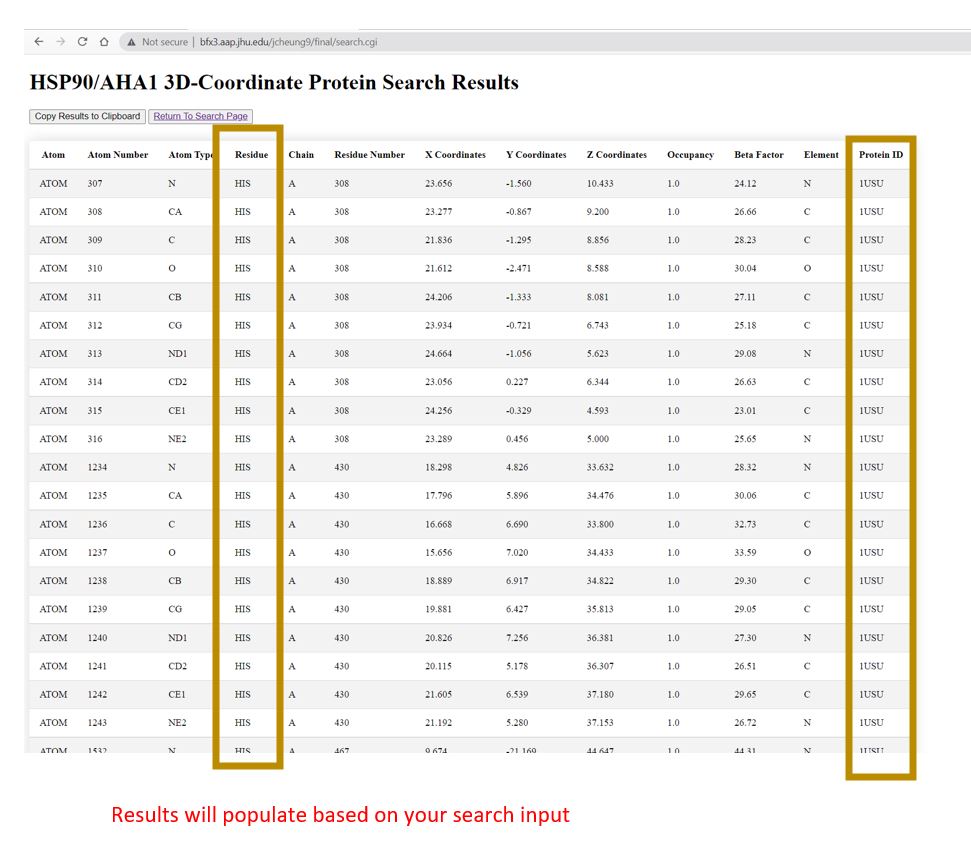 Not secure | bfx3.aap.jhu.edu/jcheung9/final/search.cgi
HSP90/AHA1 3D-Coordinate Protein Search Results
Copy Results to Clipboard Return To Search Page
Atom Atom Number Atom Type Residue Chain Residue Number X Coordinates Y Coordinates Z Coordinates Occupancy Beta Factor Element Protein ID
ATOM 307 N HIS A 308 23.656 -1.560 10.433 1.0 24.12 N 1USU
ATOM 308 CA HIS A 308 23.277 -0.867 9.200 1.0 26.66 C 1USU
ATOM 309 C HIS A 308 21.836 -1.295 8.856 1.0 28.23 C 1USU
ATOM 310 O HIS A 308 21.612 -2.471 8.588 1.0 30.04 O 1USU
ATOM 311 CB HIS A 308 24.206 -1.333 8.081 1.0 27.11 C 1USU
ATOM 312 CG HIS A 308 23.934 -0.721 6.743 1.0 25.18 C 1USU
ATOM 313 ND1 HIS A 308 24.664 -1.056 5.623 1.0 29.08 N 1USU
ATOM 314 CD2 HIS A 308 23.056 0.227 6.344 1.0 26.63 C 1USU
ATOM 315 CE1 HIS A 308 24.256 -0.329 4.593 1.0 23.01 C 1USU
ATOM 316 NE2 HIS A 308 23.289 0.456 5.000 1.0 25.65 N 1USU
ATOM 1234 N HIS A 430 18.298 4.826 33.632 1.0 28.32 N 1USU
ATOM 1235 CA HIS A 430 17.796 5.896 34.476 1.0 30.06 C 1USU
ATOM 1236 C HIS A 430 16.668 6.690 33.800 1.0 32.73 C 1USU
ATOM 1237 O HIS A 430 15.656 7.020 34.433 1.0 33.59 O 1USU
ATOM 1238 CB HIS A 430 18.889 6.917 34.822 1.0 29.30 C 1USU
ATOM 1239 CG HIS A 430 19.881 6.427 35.813 1.0 29.05 C 1USU
ATOM 1240 ND1 HIS A 430 20.826 7.256 36.381 1.0 27.30 N 1USU
ATOM 1241 CD2 HIS A 430 20.115 5.178 36.307 1.0 26.51 C 1USU
ATOM 1242 CE1 HIS A 430 21.605 6.539 37.180 1.0 29.65 C 1USU
ATOM 1243 NE2 HIS A 430 21.192 5.280 37.153 1.0 26.72 N 1USU
ATOM 1532 N HIS A 467 9.674 -21.169 44.647 1.0 44.31 N 1USU
Results will populate based on your search input